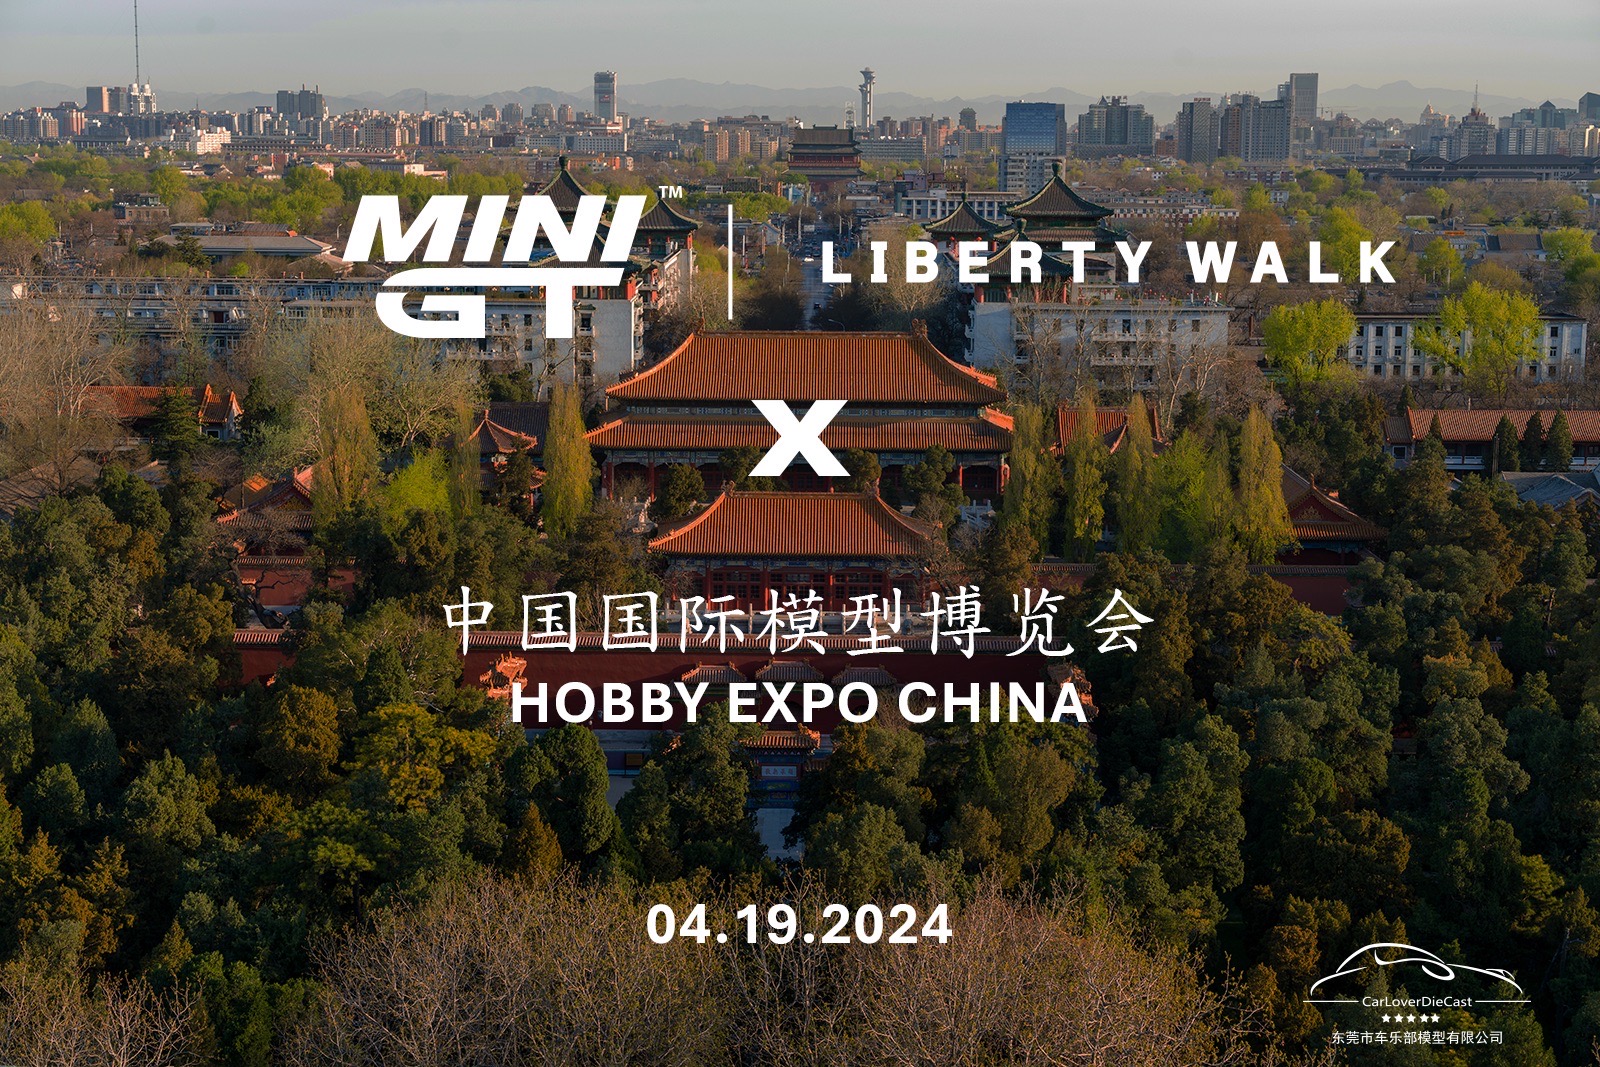 MINI GT™ | LIBERTY WALK
X
中国国际模型博览会
HOBBY EXPO CHINA
04.19.2024
CarLoverDieCast
★★★★★
东莞市车乐部模型有限公司